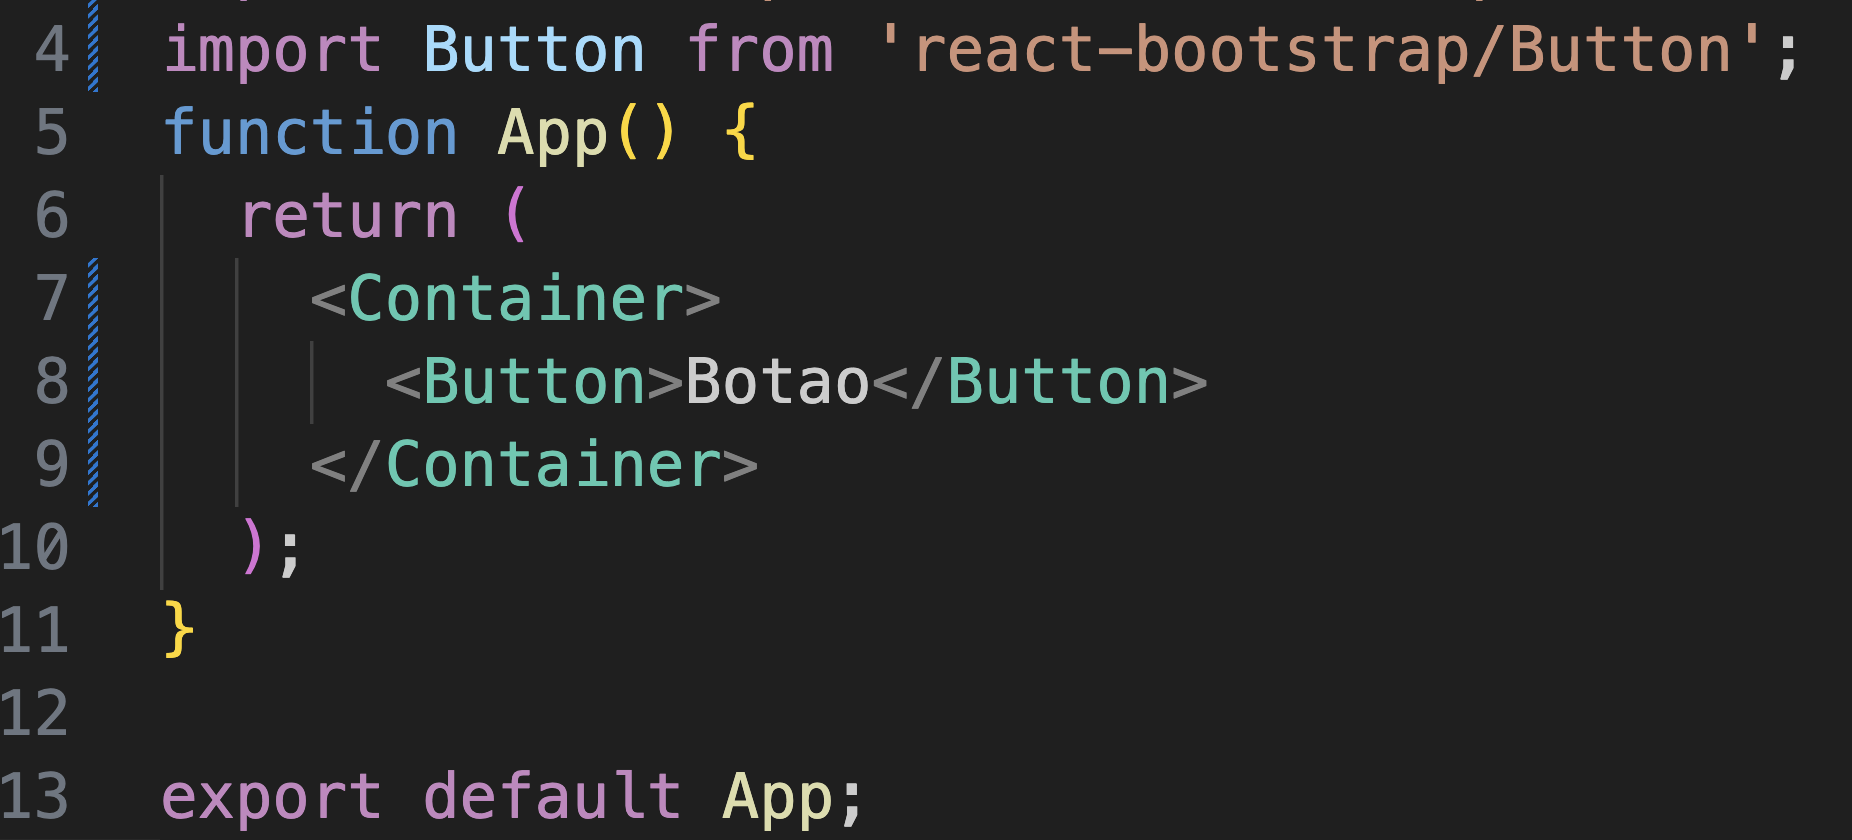 4 import Button from 'react-bootstrap/Button';
5 function App() {
6 return (
7 <Container>
8 <Button>Botao</Button>
9 </Container>
10 );
11 }
12
13 export default App;